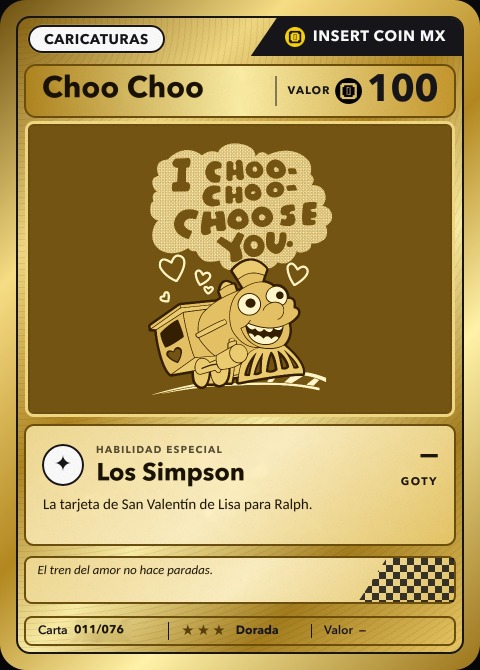 CARICATURAS
INSERT COIN MX
Choo Choo
VALOR 100
I CHOO-
CHOO-
CHOOSE
YOU.
HABILIDAD ESPECIAL
Los Simpson
—
GOTY
La tarjeta de San Valentín de Lisa para Ralph.
El tren del amor no hace paradas.
Carta 011/076 ★ ★ ★ Dorada Valor —